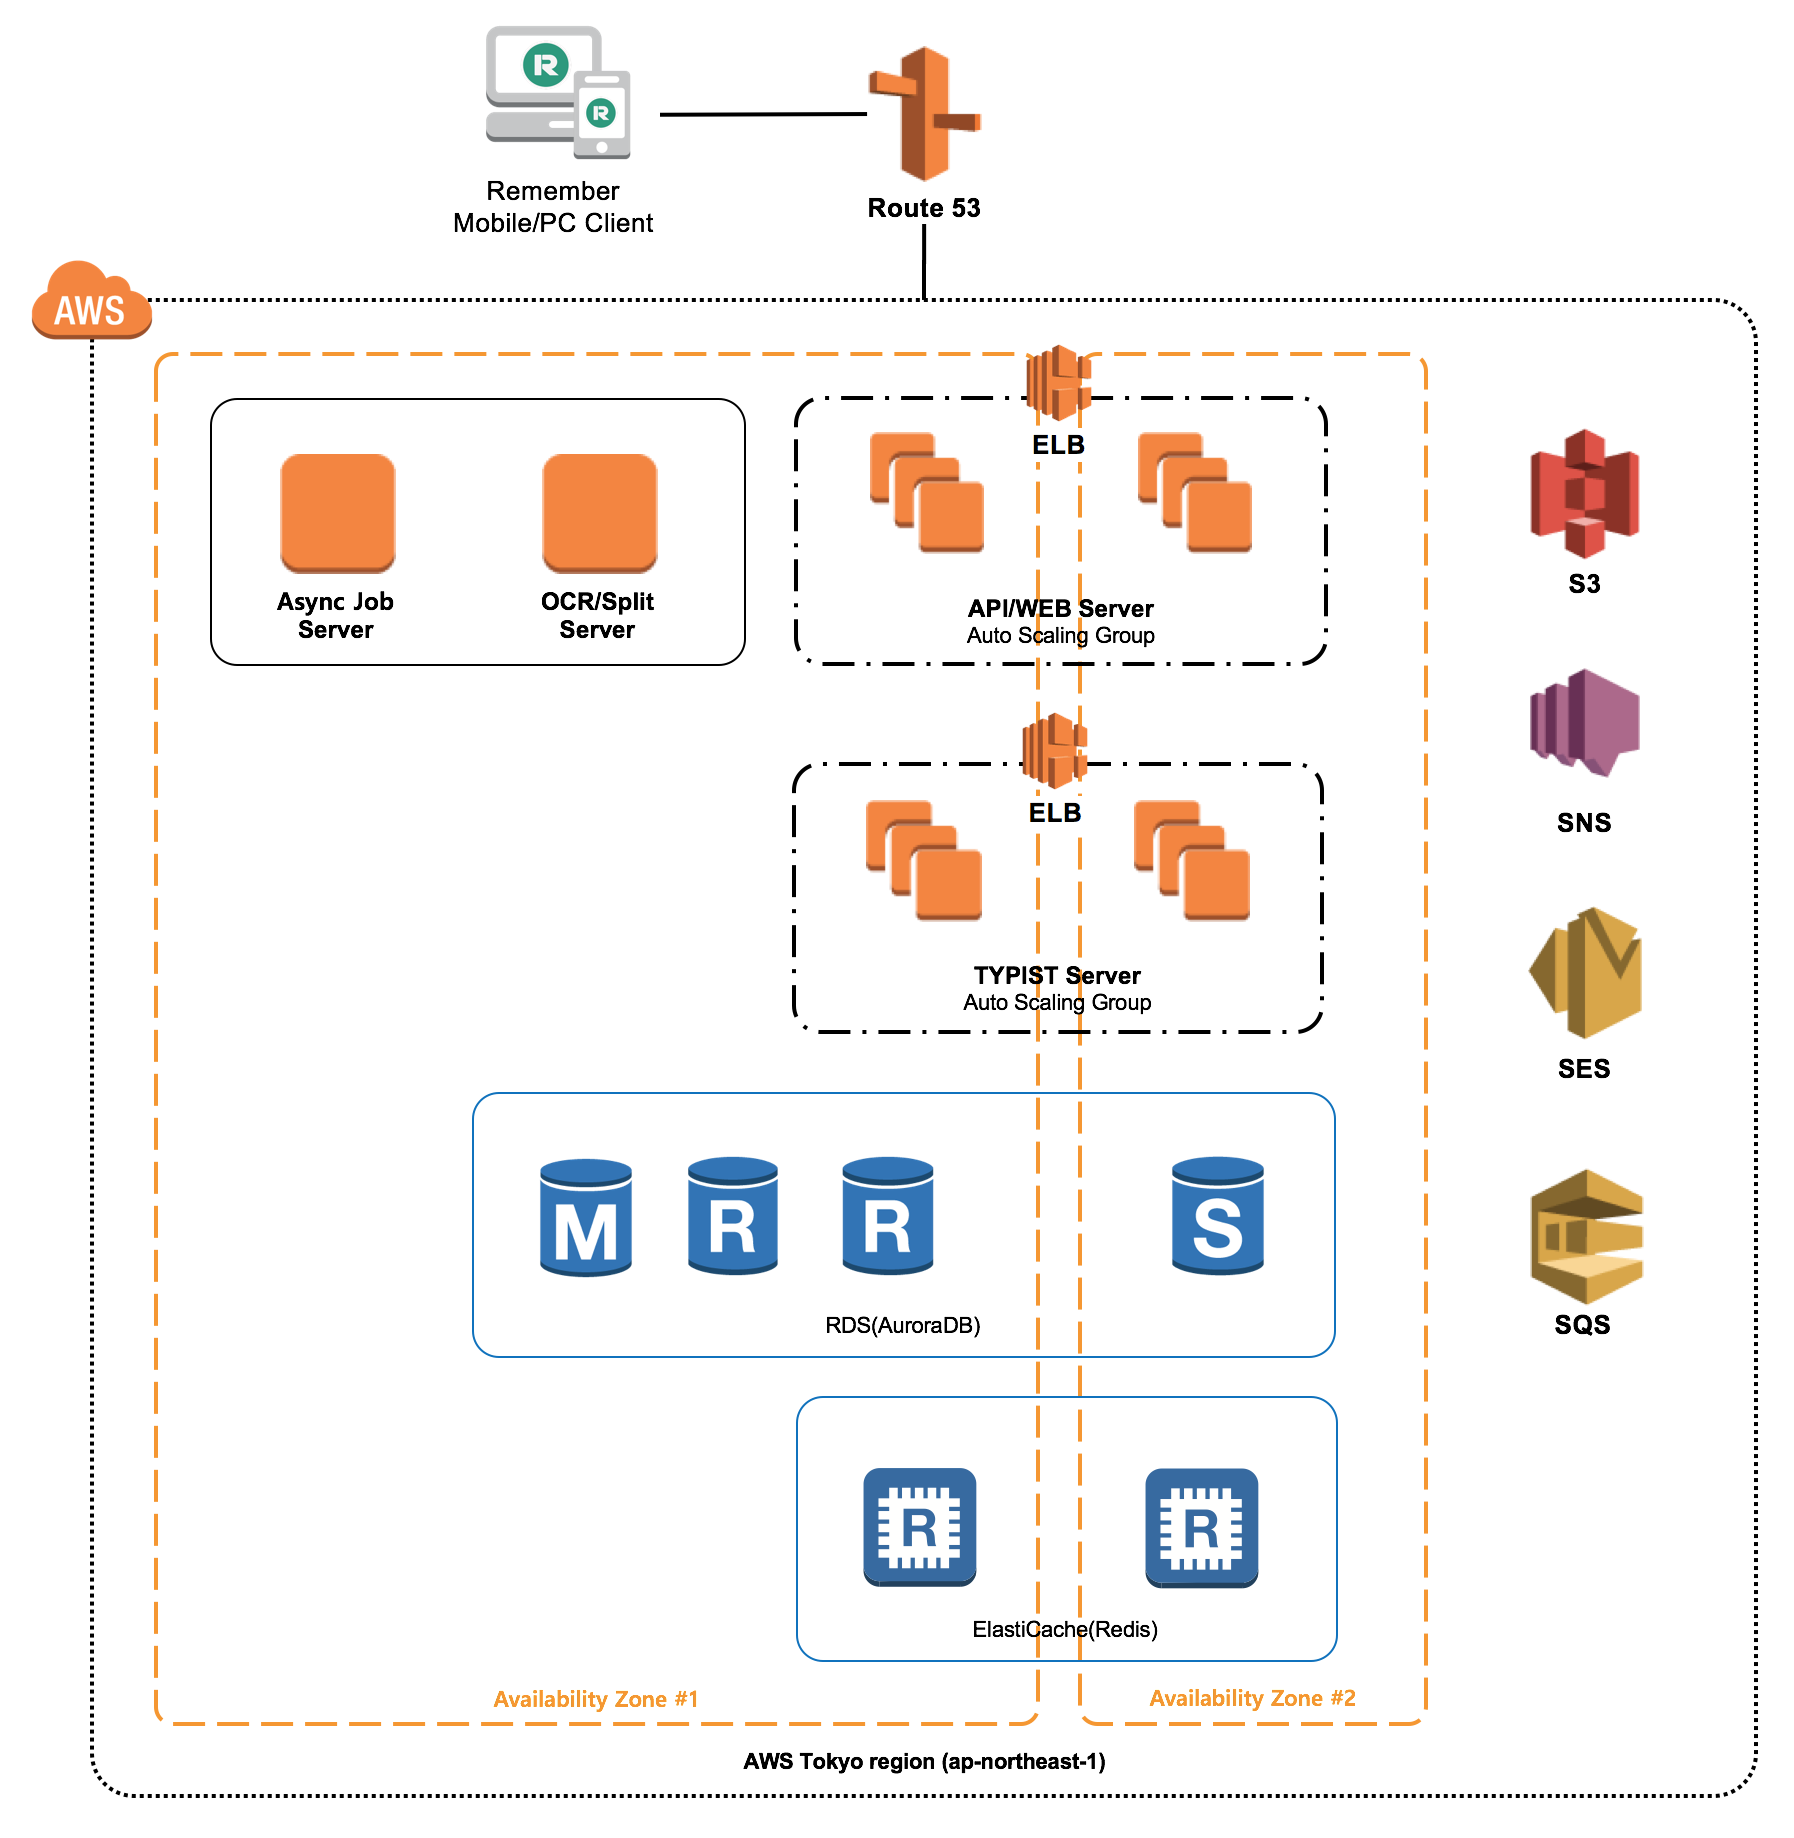 R
R
Remember
Mobile/PC Client
Route 53
AWS
ELB
Async Job
Server
OCR/Split
Server
API/WEB Server
Auto Scaling Group
S3
ELB
TYPIST Server
Auto Scaling Group
SNS
SES
M
R
R
S
RDS(AuroraDB)
SQS
R
R
ElastiCache(Redis)
Availability Zone #1
Availability Zone #2
AWS Tokyo region (ap-northeast-1)